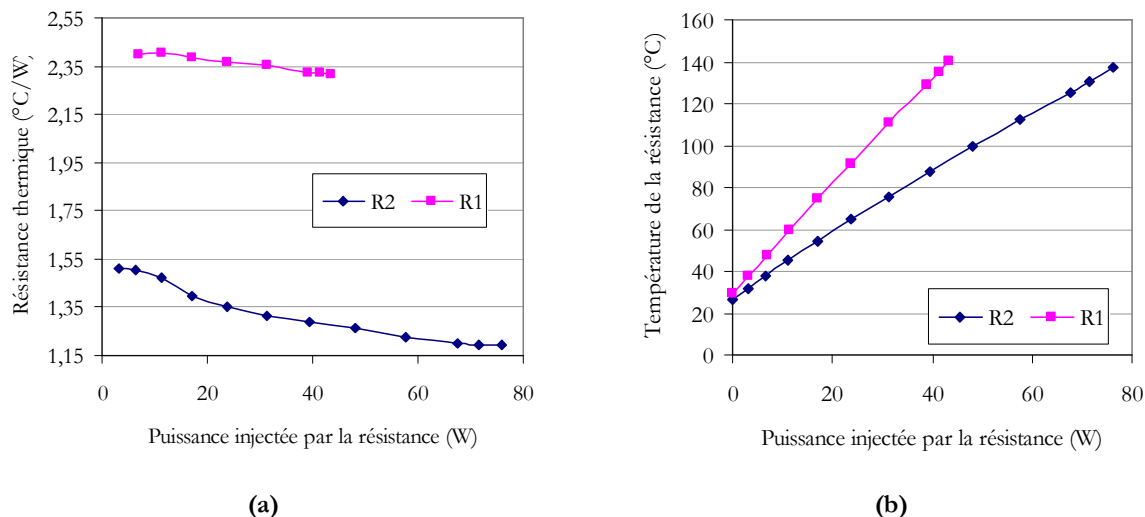 2,55
2,35
2,15
1,95
1,75
1,55
1,35
1,15
0
20
40
60
80
Résistance thermique (°C/W)
Puissance injectée par la résistance (W)
R2
R1
(a)
160
140
120
100
80
60
40
20
0
0
20
40
60
80
Température de la résistance (°C)
Puissance injectée par la résistance (W)
R2
R1
(b)